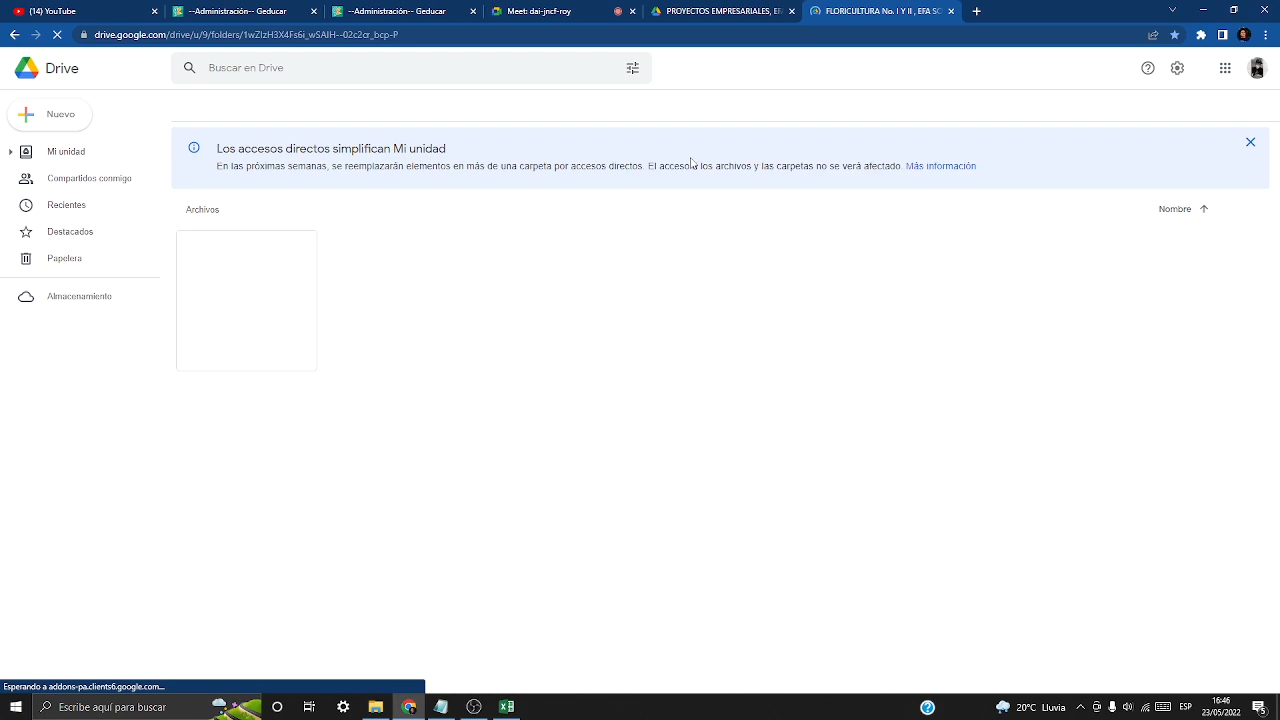 (14) YouTube
--Administración-- Geducar
--Administración-- Geducar
Meet: dai-jncf-roy
PROYECTOS EMPRESARIALES, EF
FLORICULTURA No. I Y II , EFA SO
drive.google.com/drive/u/9/folders/1wZIzH3X4Fs6i_wSAIH--02c2cr_bcp-P
Drive
Buscar en Drive
Nuevo
Mi unidad
Compartidos conmigo
Recientes
Destacados
Papelera
Almacenamiento
Los accesos directos simplifican Mi unidad
En las próximas semanas, se reemplazarán elementos en más de una carpeta por accesos directos. El acceso a los archivos y las carpetas no se verá afectado. Más información
Archivos
Nombre
Esperando a addons-pa.clients6.google.com...
Escribe aquí para buscar
20°C Lluvia
ESP
16:46
23/05/2022